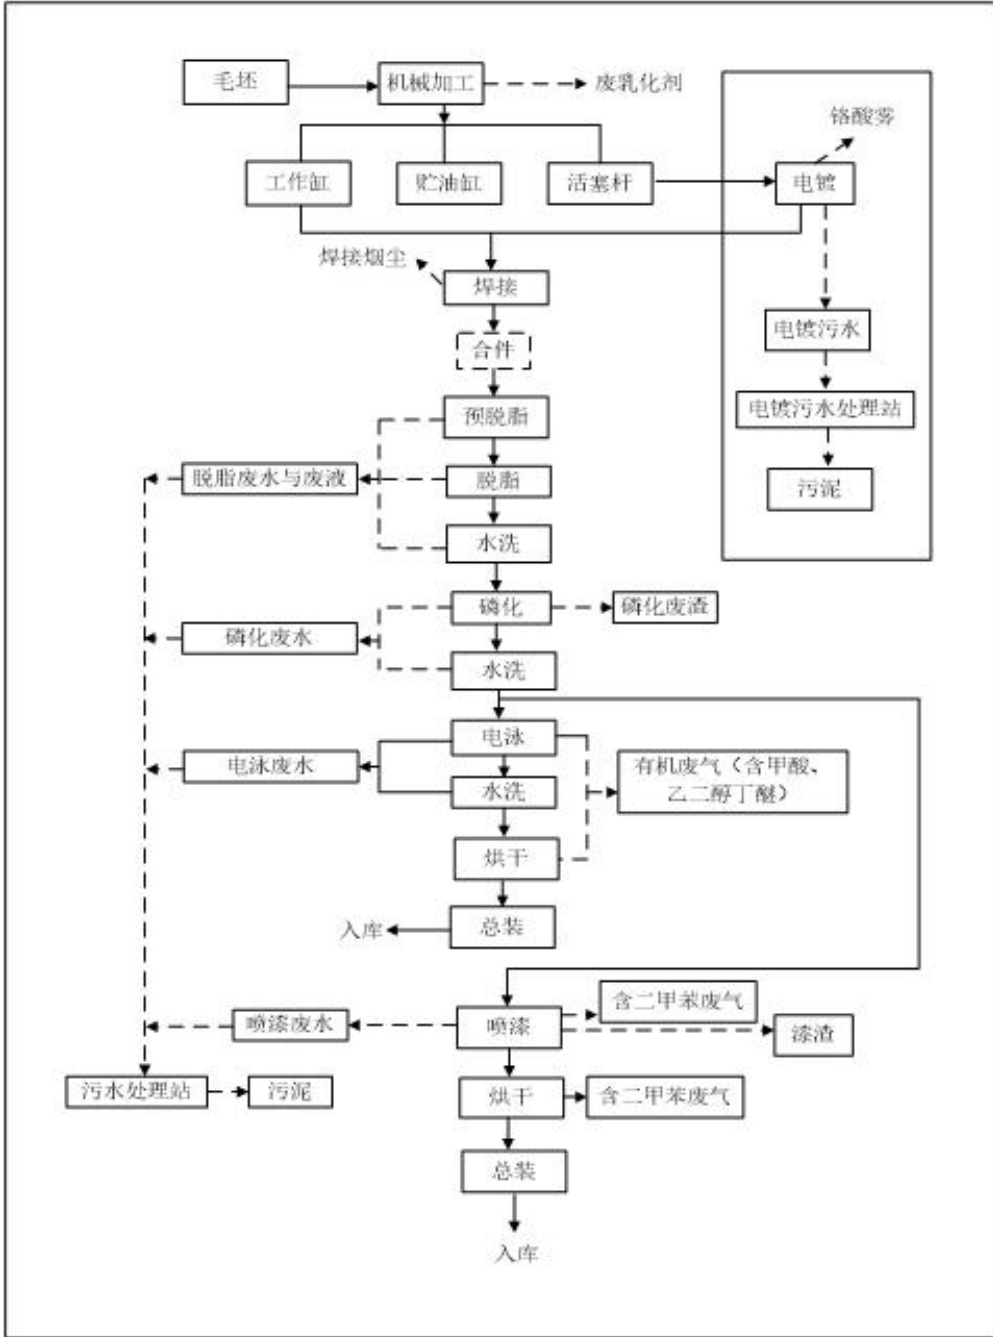 毛坯
机械加工
废乳化剂
铬酸雾
工作缸
贮油缸
活塞杆
电镀
焊接烟尘
焊接
电镀污水
合件
预脱脂
电镀污水处理站
脱脂废水与废液
脱脂
污泥
水洗
磷化
磷化废渣
磷化废水
水洗
电泳
电泳废水
有机废气（含甲酸、
乙二醇丁醚）
水洗
烘干
入库
总装
含二甲苯废气
喷漆废水
喷漆
漆渣
污水处理站
污泥
烘干
含二甲苯废气
总装
入库